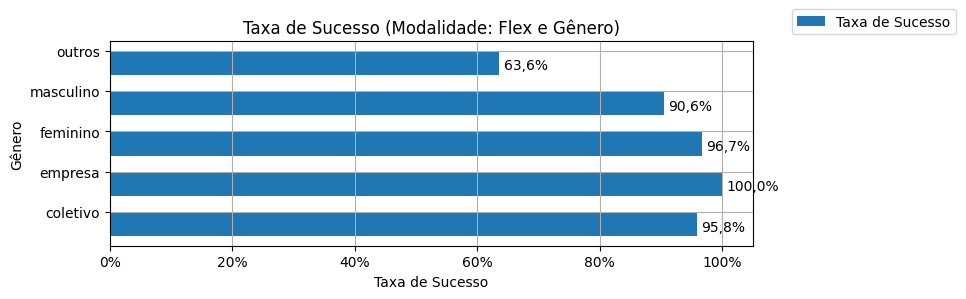 Taxa de Sucesso (Modalidade: Flex e Gênero)
Taxa de Sucesso
outros
63,6%
masculino
90,6%
feminino
96,7%
empresa
100,0%
coletivo
95,8%
Gênero
0% 20% 40% 60% 80% 100%
Taxa de Sucesso